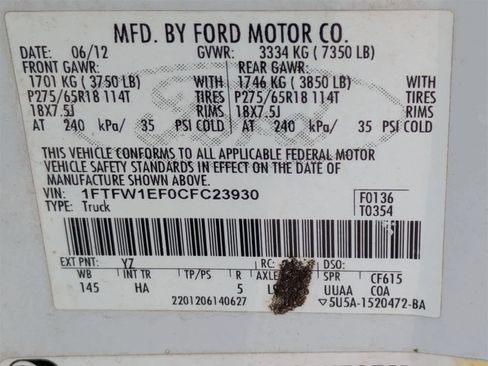 MFD. BY FORD MOTOR CO.
DATE: 06/12 GVWR: 3334 KG ( 7350 LB)
FRONT GAWR: REAR GAWR:
1701 KG ( 3750 LB) WITH 1746 KG ( 3850 LB) WITH
P275/65R18 114T TIRES P275/65R18 114T TIRES
18X7.5J RIMS 18X7.5J RIMS
AT 240 kPa/ 35 PSI COLD AT 240 kPa/ 35 PSI COLD
THIS VEHICLE CONFORMS TO ALL APPLICABLE FEDERAL MOTOR
VEHICLE SAFETY STANDARDS IN EFFECT ON THE DATE OF
MANUFACTURE SHOWN ABOVE.
VIN: 1FTFW1EF0CFC23930 F0136
TYPE: Truck T0354
EXT PNT: YZ RC: DSO:
WB INT TR TP/PS R AXLE SPR CF615
145 HA 5 UUAA COA
2201206140627 5U5A-1520472-BA